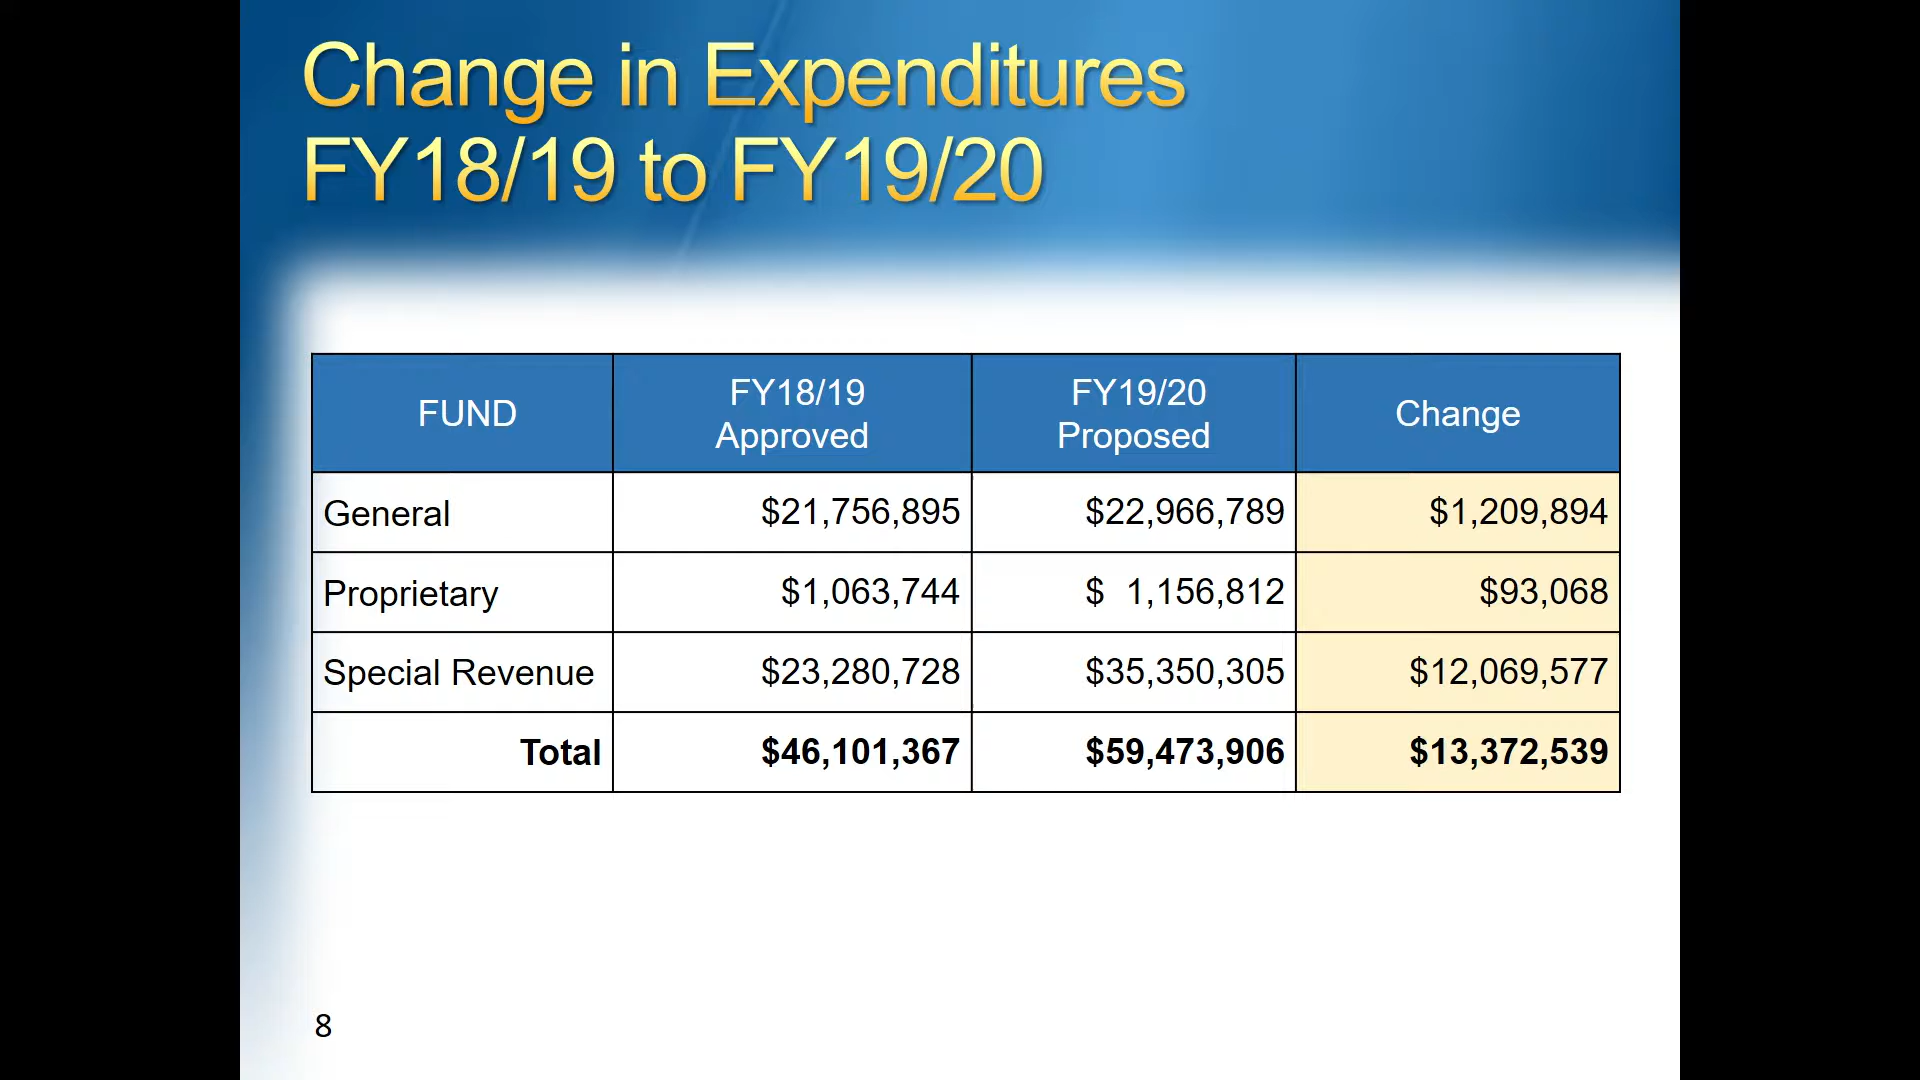 Change in Expenditures
FY18/19 to FY19/20
FUND FY18/19 Approved FY19/20 Proposed Change
General $21,756,895 $22,966,789 $1,209,894
Proprietary $1,063,744 $ 1,156,812 $93,068
Special Revenue $23,280,728 $35,350,305 $12,069,577
Total $46,101,367 $59,473,906 $13,372,539
8